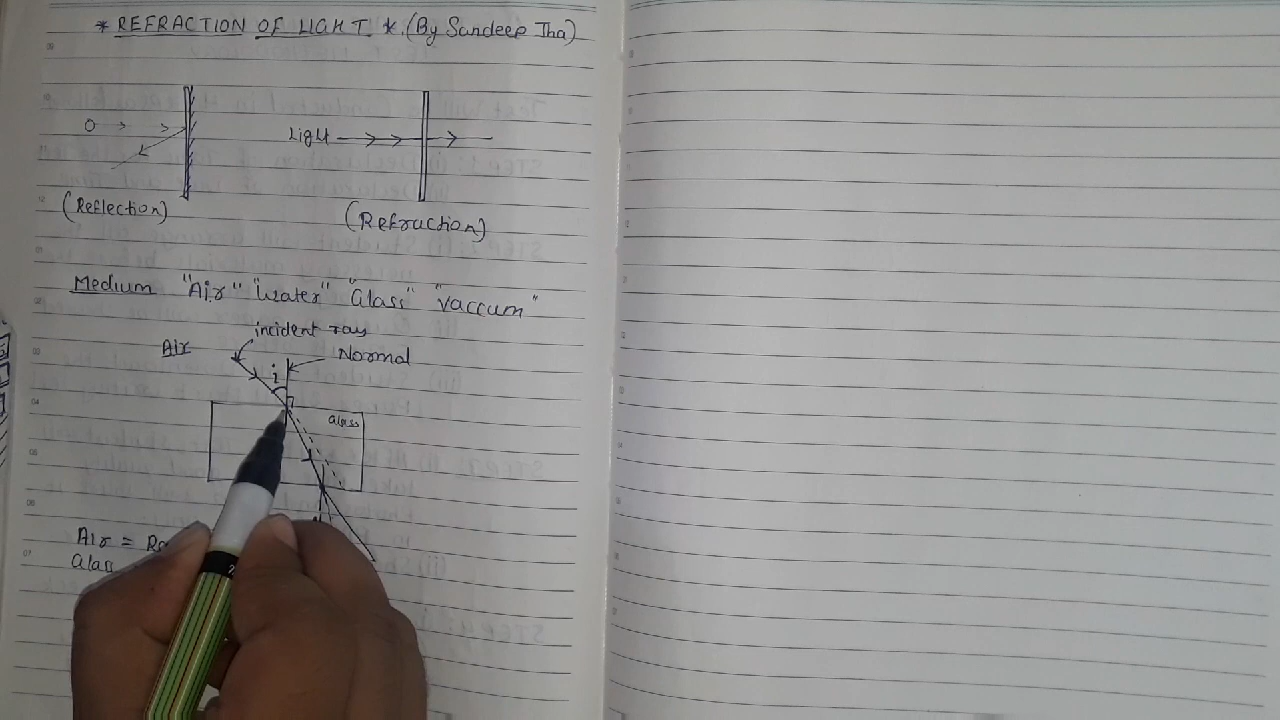 * REFRACTION OF LIGHT * (By Sandeep Jha)
O
Light
(Reflection)
(Refraction)
Medium "Air" "water" "Glass" "vaccum"
incident ray
Air
Normal
i
Glass
Air =